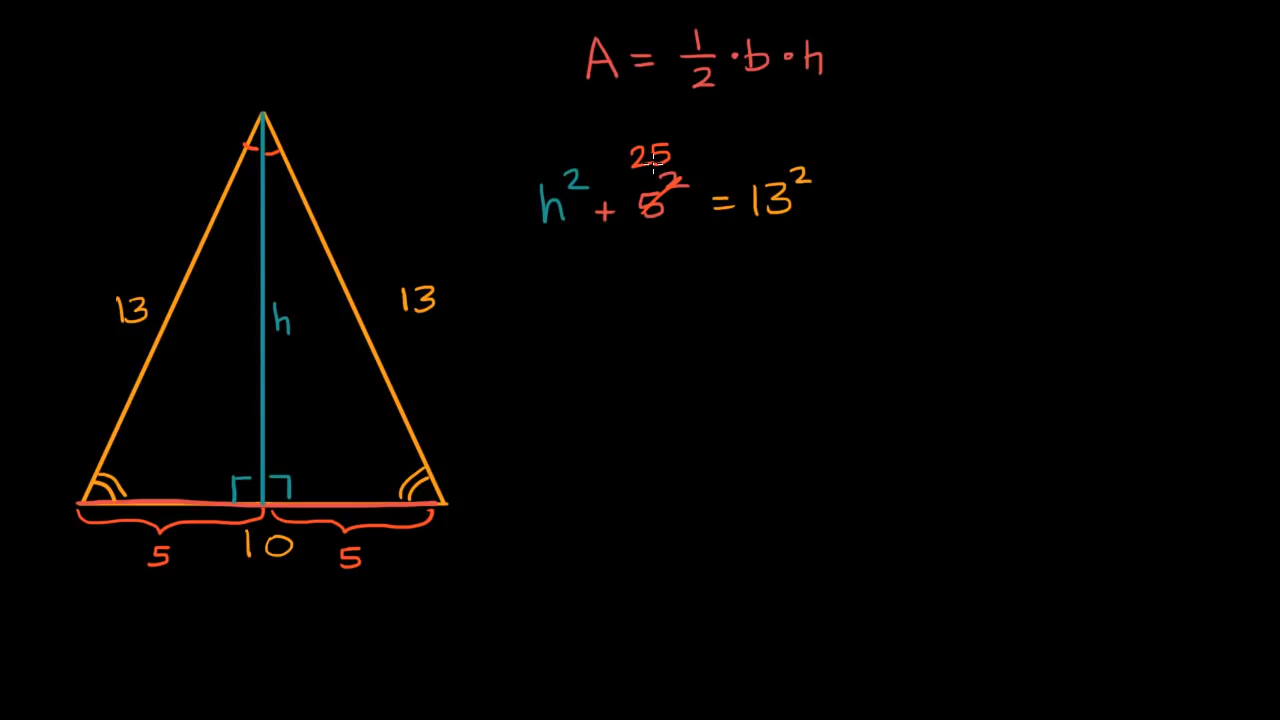 A = 1/2 · b · h
25
h² + 5² = 13²
13
13
h
5
10
5